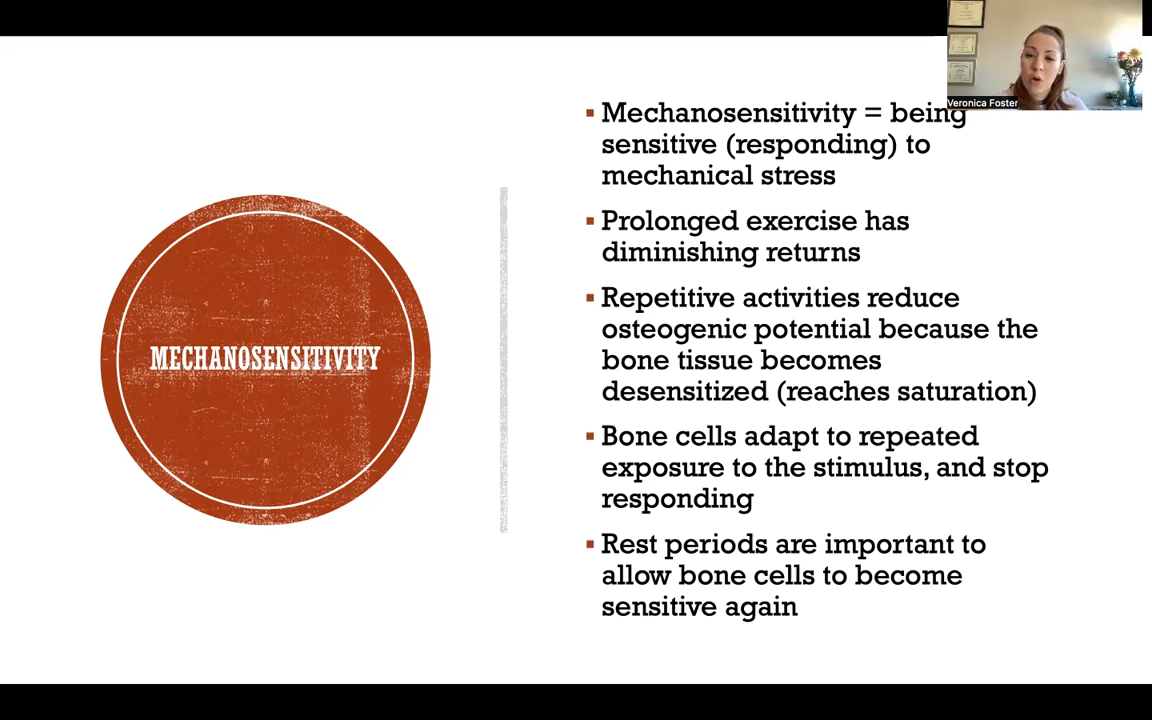 Veronica Foster
MECHANOSENSITIVITY
▪ Mechanosensitivity = being
sensitive (responding) to
mechanical stress
▪ Prolonged exercise has
diminishing returns
▪ Repetitive activities reduce
osteogenic potential because the
bone tissue becomes
desensitized (reaches saturation)
▪ Bone cells adapt to repeated
exposure to the stimulus, and stop
responding
▪ Rest periods are important to
allow bone cells to become
sensitive again